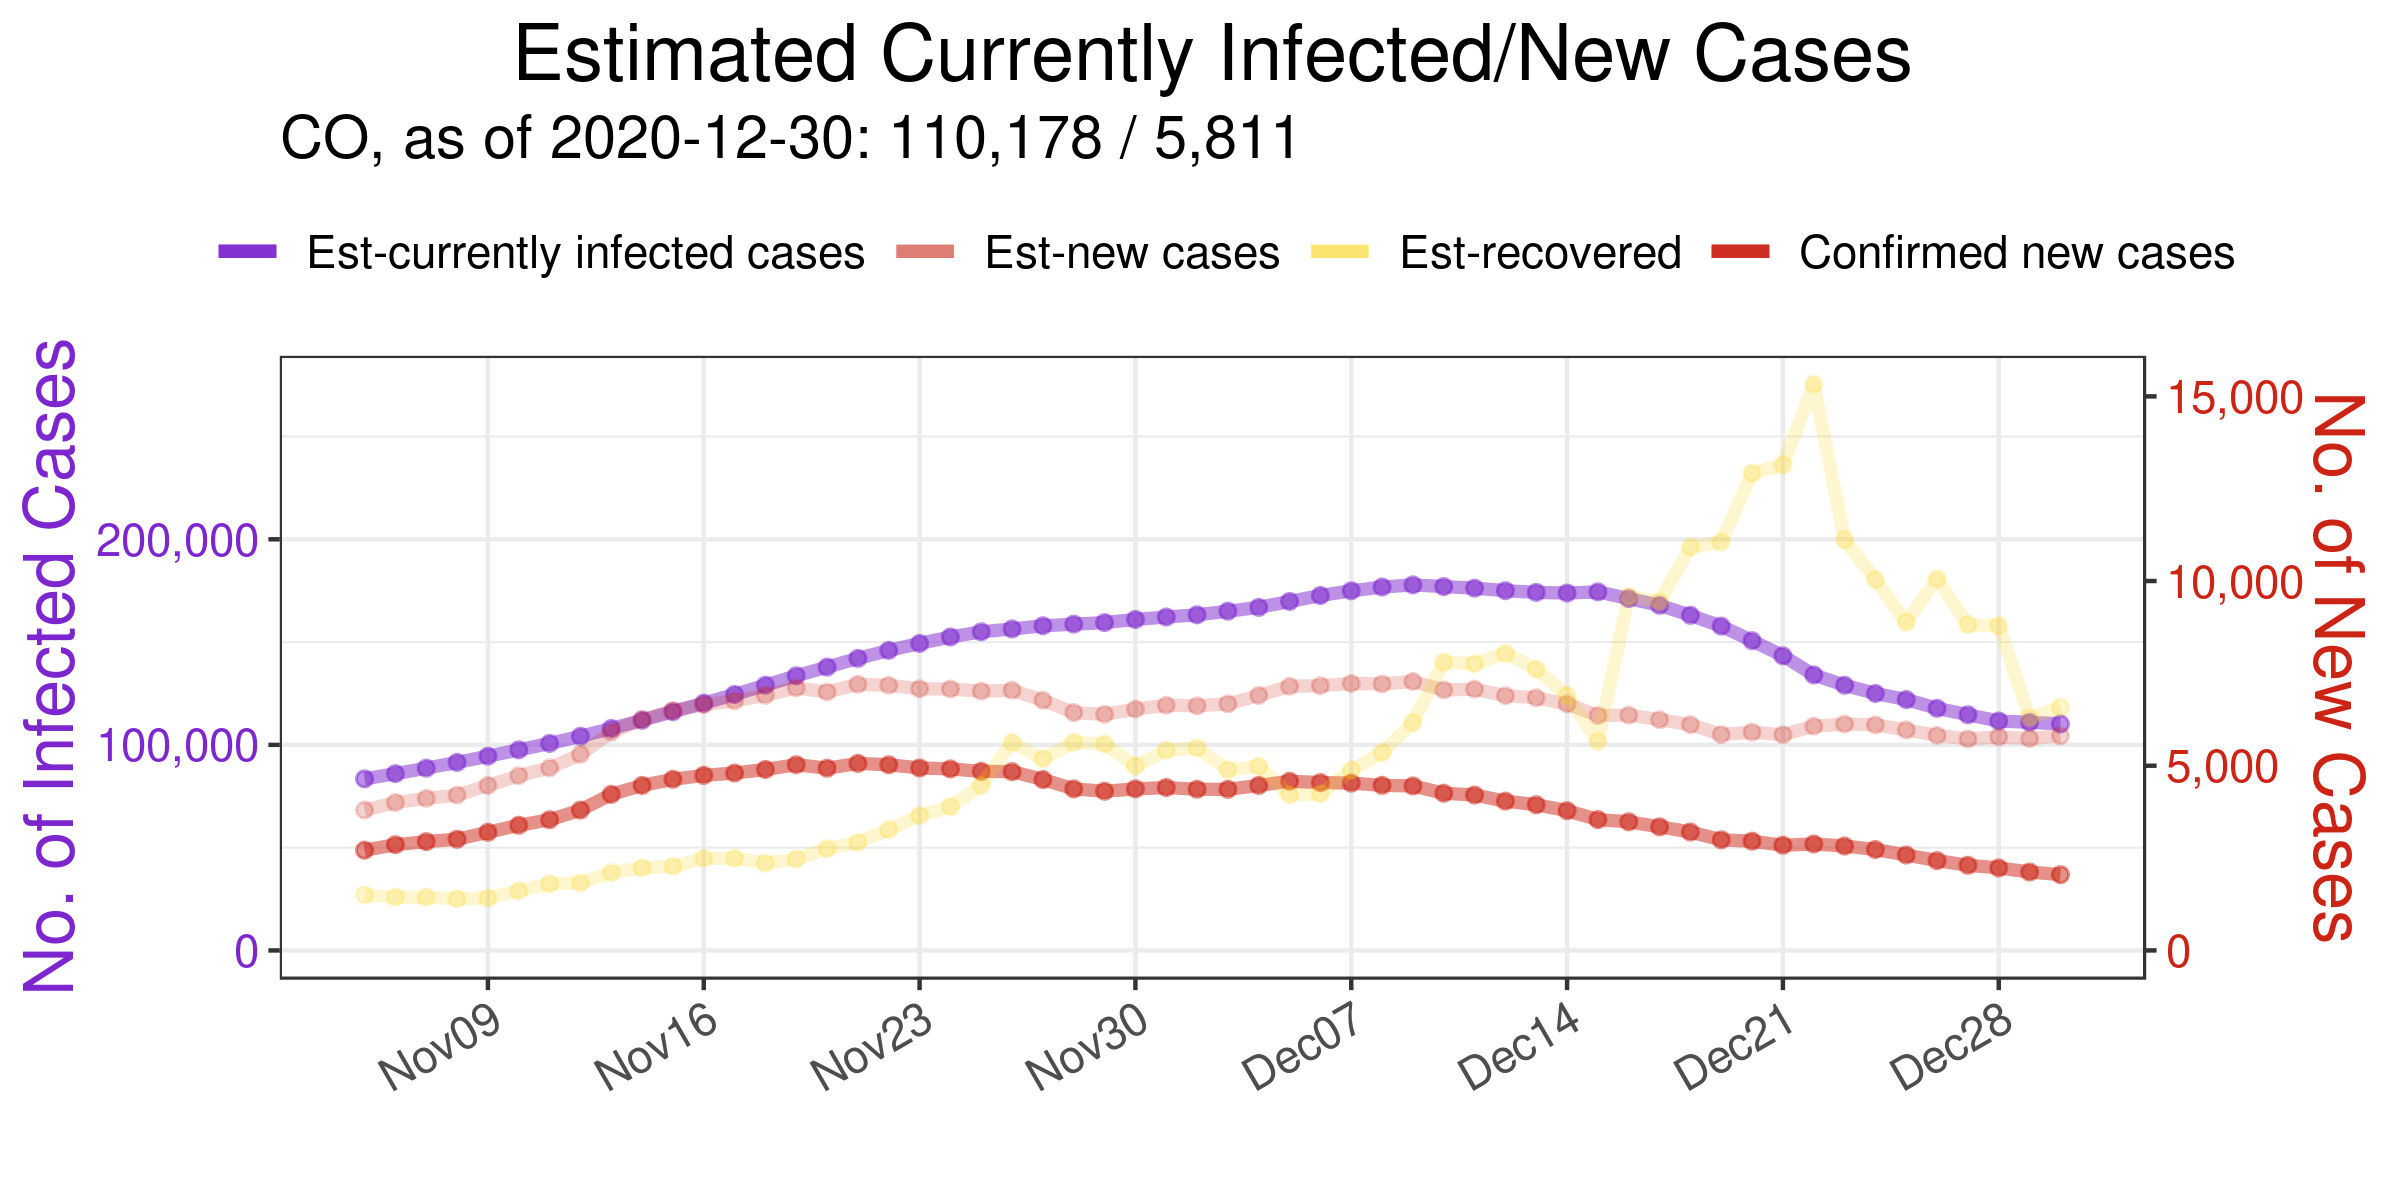 Estimated Currently Infected/New Cases
CO, as of 2020-12-30: 110,178 / 5,811
Est-currently infected cases Est-new cases Est-recovered Confirmed new cases
No. of Infected Cases
200,000
100,000
0
15,000
10,000
5,000
0
No. of New Cases
Nov09 Nov16 Nov23 Nov30 Dec07 Dec14 Dec21 Dec28